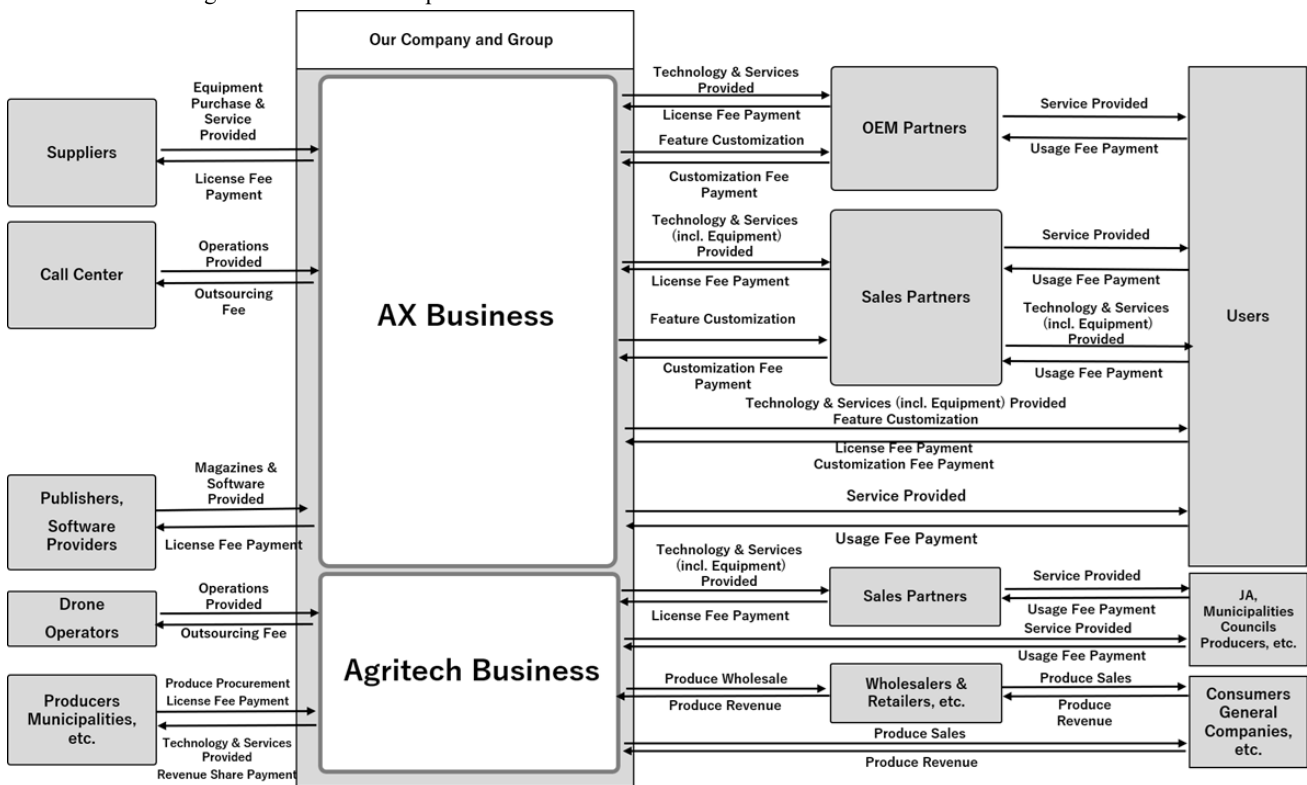 Our Company and Group
Equipment
Purchase &
Service
Provided
Suppliers
License Fee
Payment
Call Center
Operations
Provided
Outsourcing
Fee
Publishers,
Software
Providers
Magazines &
Software
Provided
License Fee Payment
Drone
Operators
Operations
Provided
Outsourcing Fee
Producers
Municipalities,
etc.
Produce Procurement
License Fee Payment
Technology & Services
Provided
Revenue Share Payment
AX Business
Agritech Business
Technology & Services
Provided
License Fee Payment
Feature Customization
Customization Fee
Payment
OEM Partners
Service Provided
Usage Fee Payment
Technology & Services
(incl. Equipment)
Provided
License Fee Payment
Feature Customization
Customization Fee
Payment
Sales Partners
Service Provided
Usage Fee Payment
Technology & Services
(incl. Equipment)
Provided
Usage Fee Payment
Users
Technology & Services (incl. Equipment) Provided
Feature Customization
License Fee Payment
Customization Fee Payment
Service Provided
Usage Fee Payment
Technology & Services
(incl. Equipment)
Provided
License Fee Payment
Sales Partners
Service Provided
Usage Fee Payment
Service Provided
Usage Fee Payment
JA,
Municipalities
Councils
Producers, etc.
Produce Wholesale
Produce Revenue
Wholesalers &
Retailers, etc.
Produce Sales
Produce
Revenue
Produce Sales
Produce Revenue
Consumers
General
Companies,
etc.